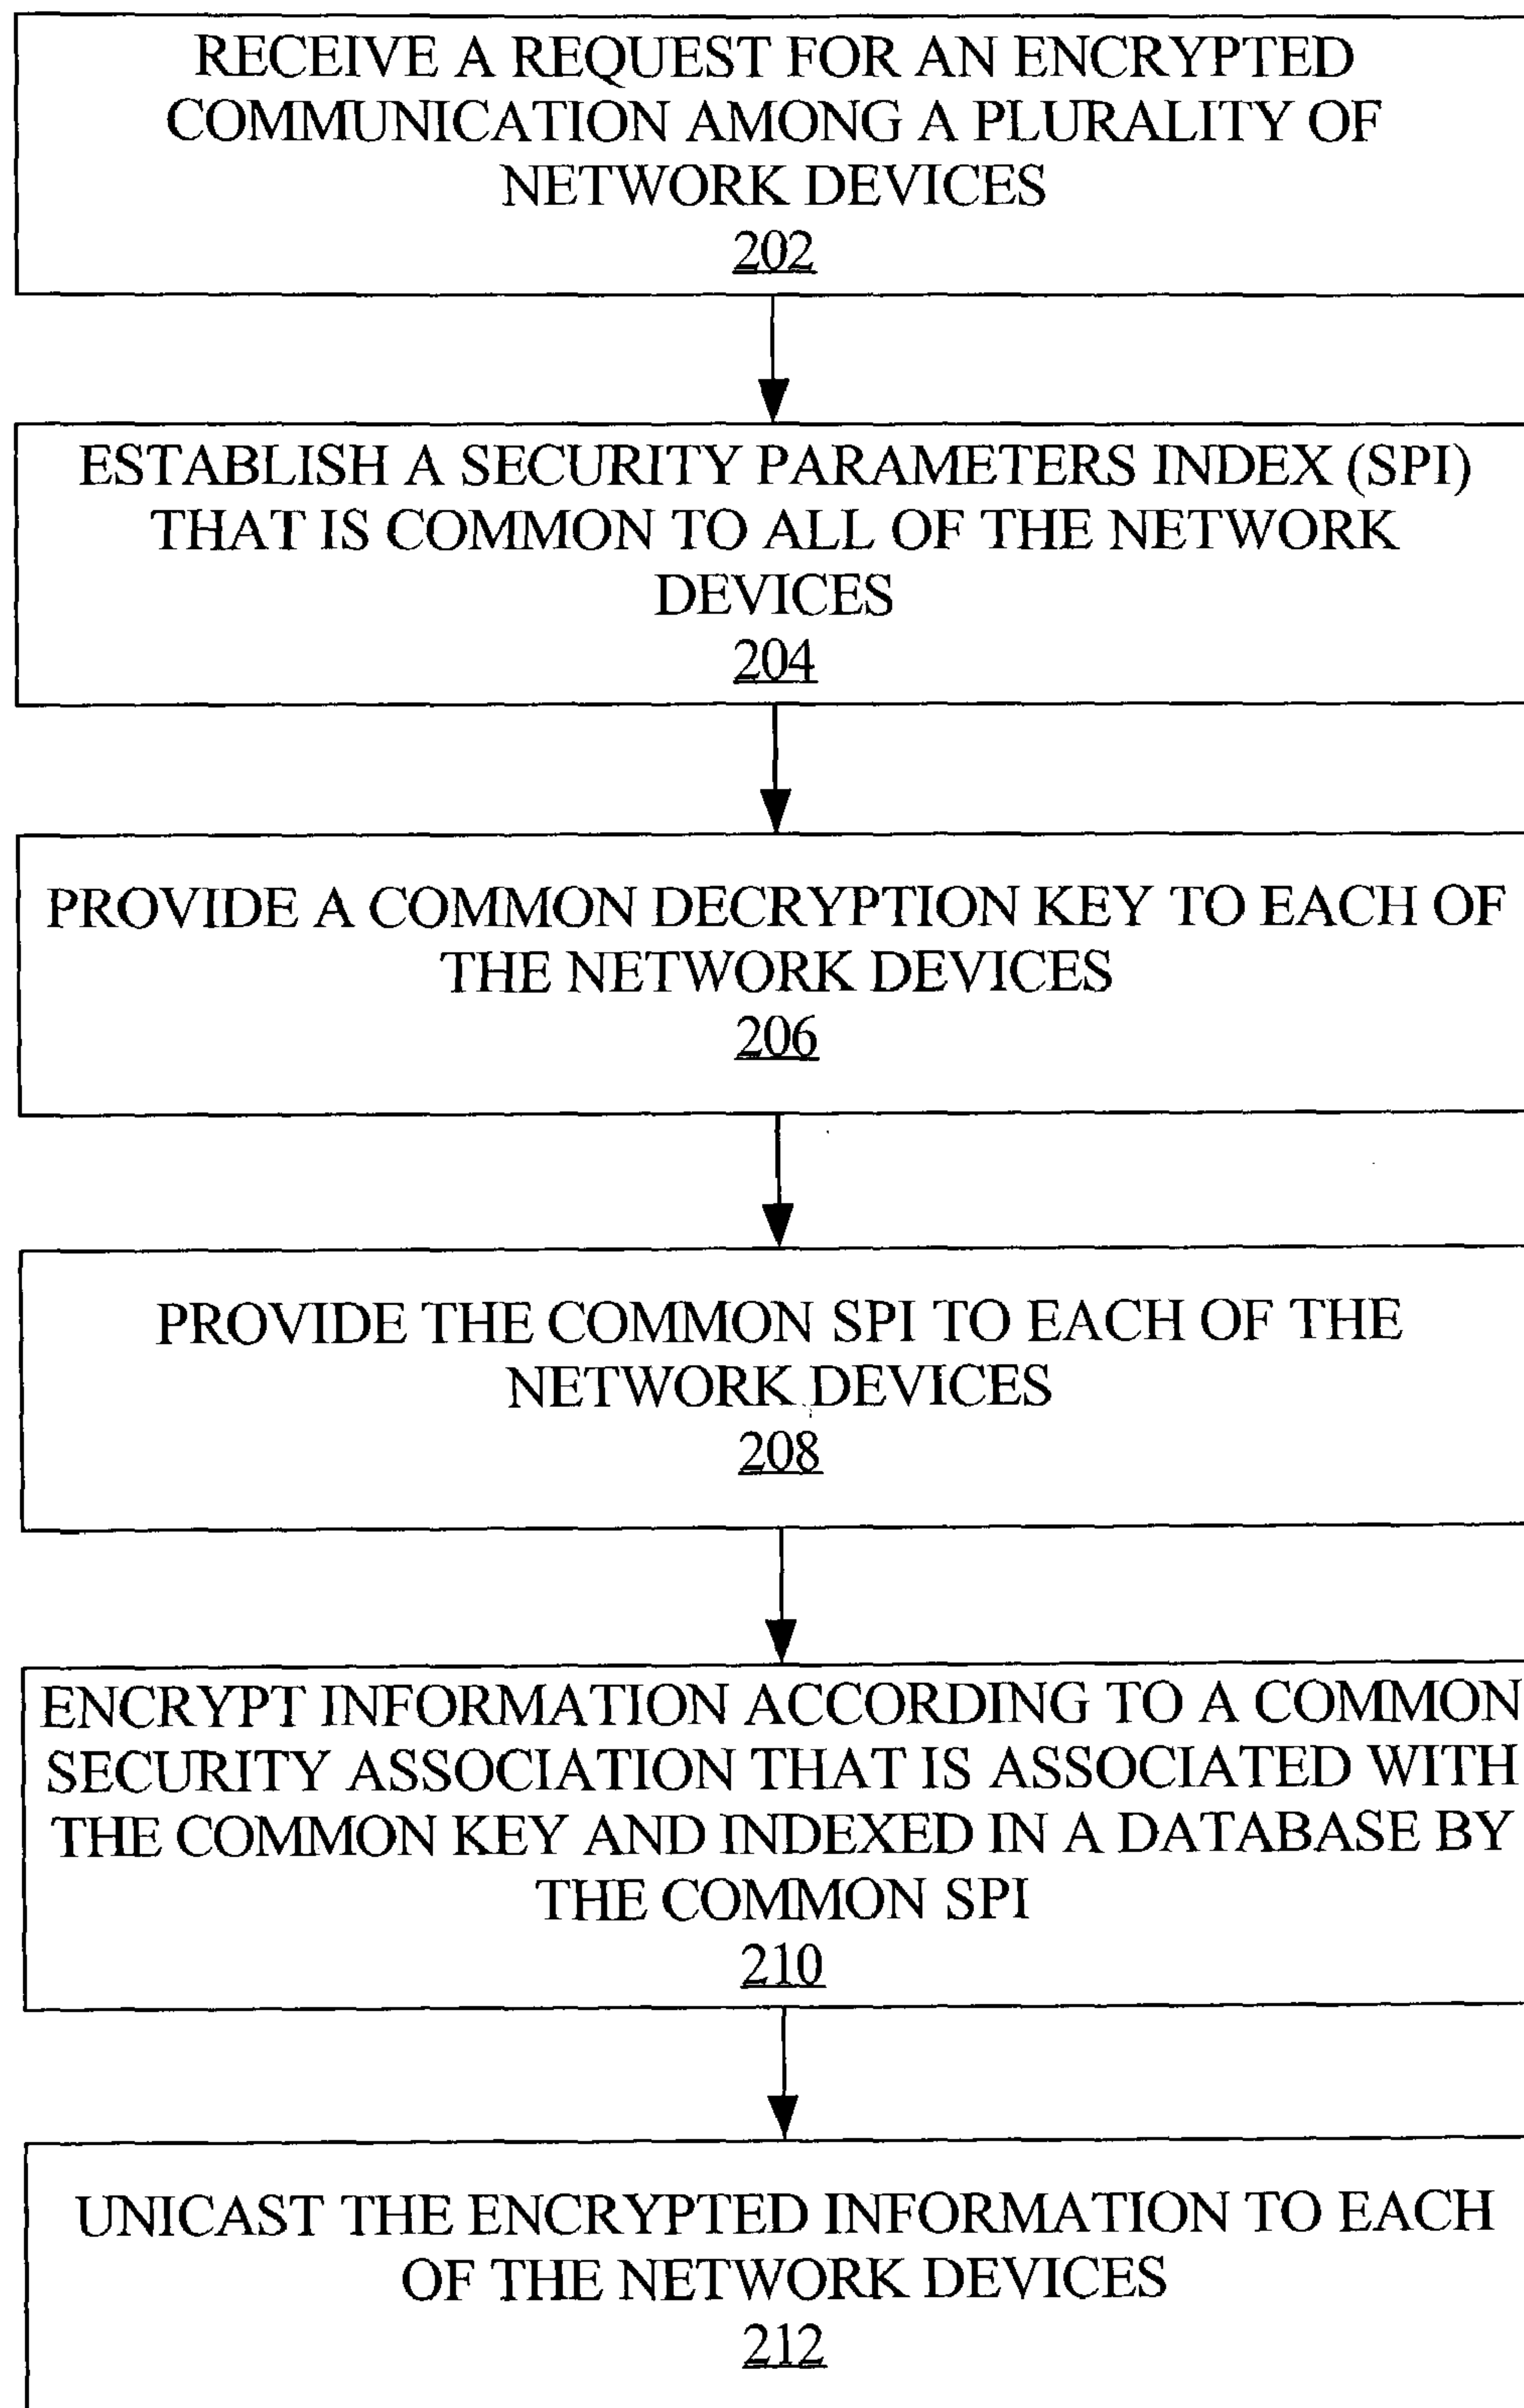 RECEIVE A REQUEST FOR AN ENCRYPTED
COMMUNICATION AMONG A PLURALITY OF
NETWORK DEVICES
202
ESTABLISH A SECURITY PARAMETERS INDEX (SPI)
THAT IS COMMON TO ALL OF THE NETWORK
DEVICES
204
PROVIDE A COMMON DECRYPTION KEY TO EACH OF
THE NETWORK DEVICES
206
PROVIDE THE COMMON SPI TO EACH OF THE
NETWORK DEVICES
208
ENCRYPT INFORMATION ACCORDING TO A COMMON
SECURITY ASSOCIATION THAT IS ASSOCIATED WITH
THE COMMON KEY AND INDEXED IN A DATABASE BY
THE COMMON SPI
210
UNICAST THE ENCRYPTED INFORMATION TO EACH
OF THE NETWORK DEVICES
212